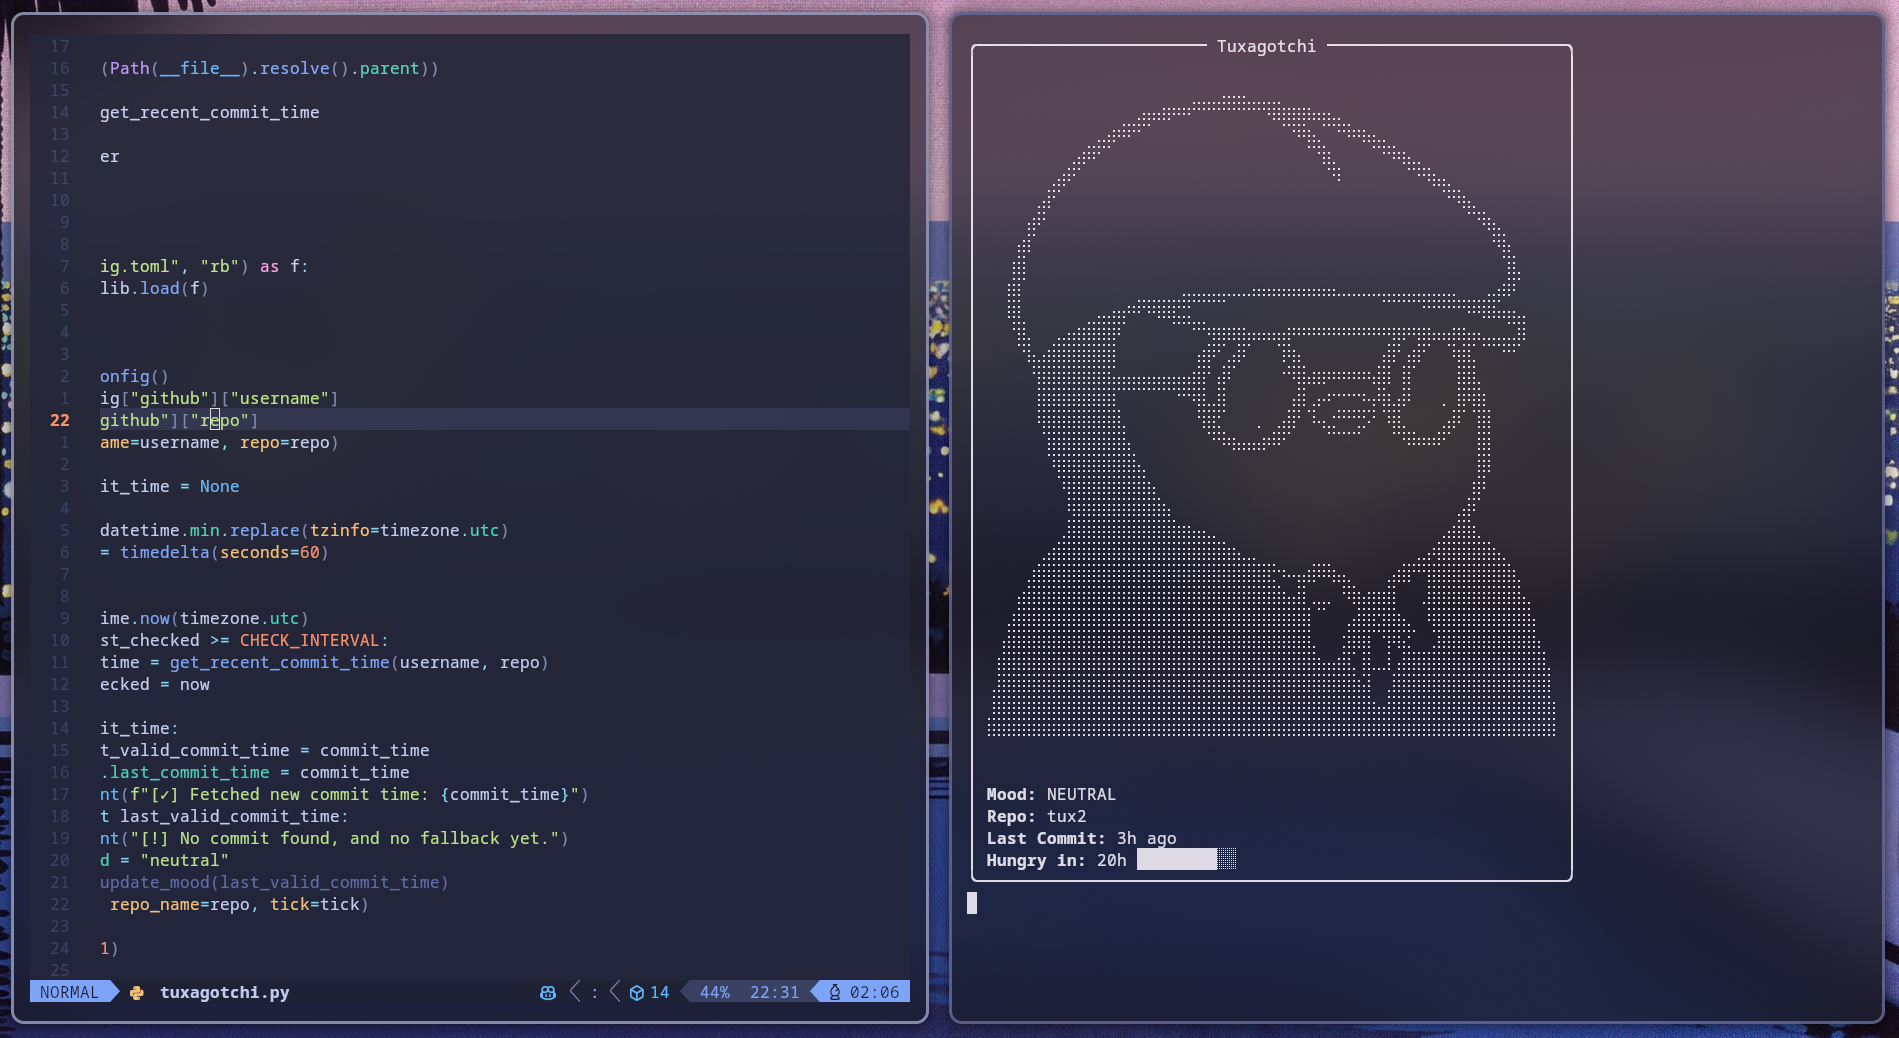 17
16 (Path(__file__).resolve().parent))
15
14 get_recent_commit_time
13
12 er
11
10
9
8
7 ig.toml", "rb") as f:
6 lib.load(f)
5
4
3
2 onfig()
1 ig["github"]["username"]
22 github"]["repo"]
1 ame=username, repo=repo)
2
3 it_time = None
4
5 datetime.min.replace(tzinfo=timezone.utc)
6 = timedelta(seconds=60)
7
8
9 ime.now(timezone.utc)
10 st_checked >= CHECK_INTERVAL:
11 time = get_recent_commit_time(username, repo)
12 ecked = now
13
14 it_time:
15 t_valid_commit_time = commit_time
16 .last_commit_time = commit_time
17 nt(f"[✓] Fetched new commit time: {commit_time}")
18 t last_valid_commit_time:
19 nt("[!] No commit found, and no fallback yet.")
20 d = "neutral"
21 update_mood(last_valid_commit_time)
22 repo_name=repo, tick=tick)
23
24 1)
25
NORMAL tuxagotchi.py : 14 44% 22:31 02:06
Tuxagotchi
Mood: NEUTRAL
Repo: tux2
Last Commit: 3h ago
Hungry in: 20h